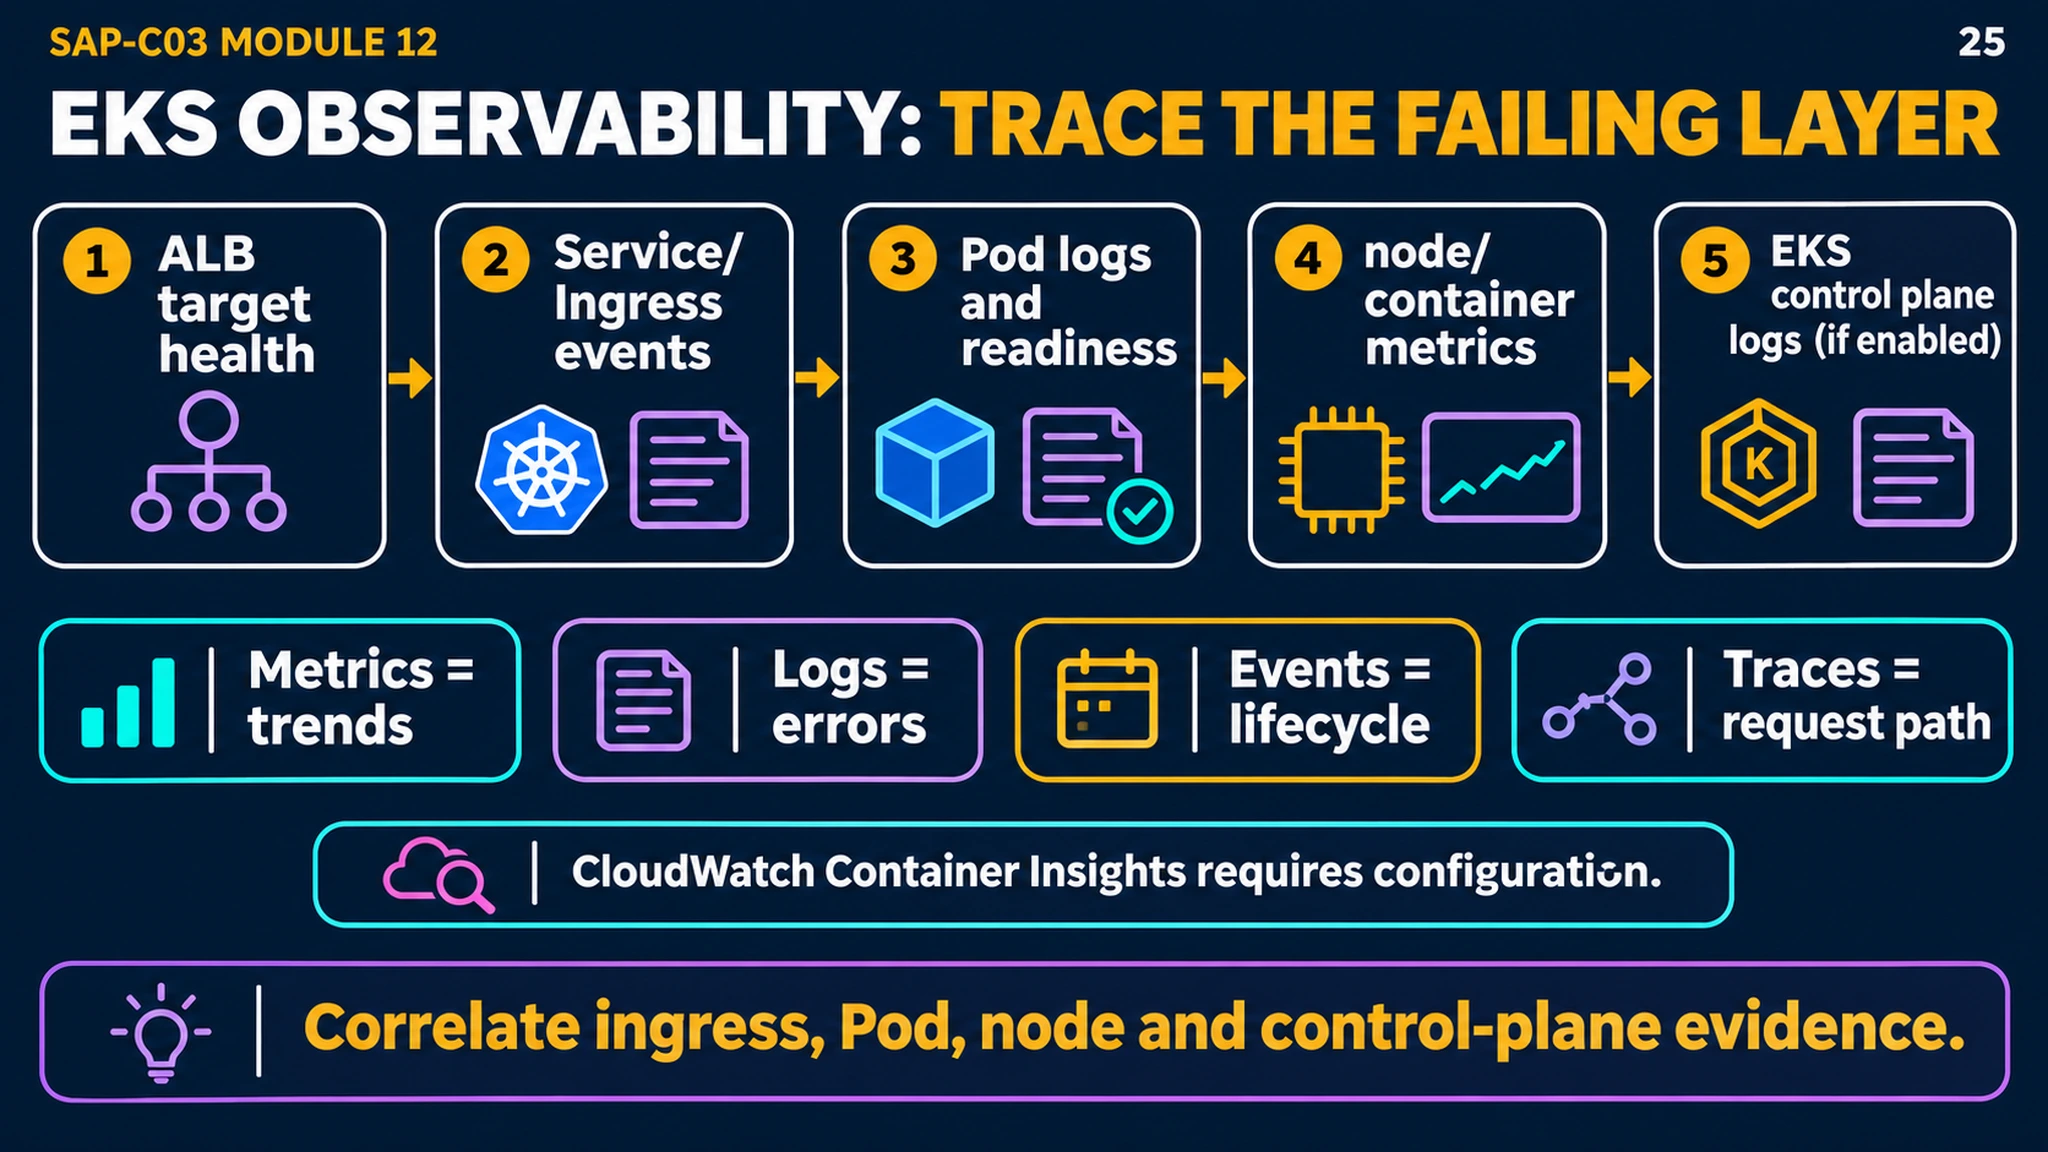 SAP-C03 MODULE 12
25
EKS OBSERVABILITY: TRACE THE FAILING LAYER
1
ALB
target
health
2
Service/
Ingress
events
3
Pod logs
and
readiness
4
node/
container
metrics
5
EKS
control plane
logs (if enabled)
K
Metrics =
trends
Logs =
errors
Events =
lifecycle
Traces =
request path
CloudWatch Container Insights requires configuration.
Correlate ingress, Pod, node and control-plane evidence.